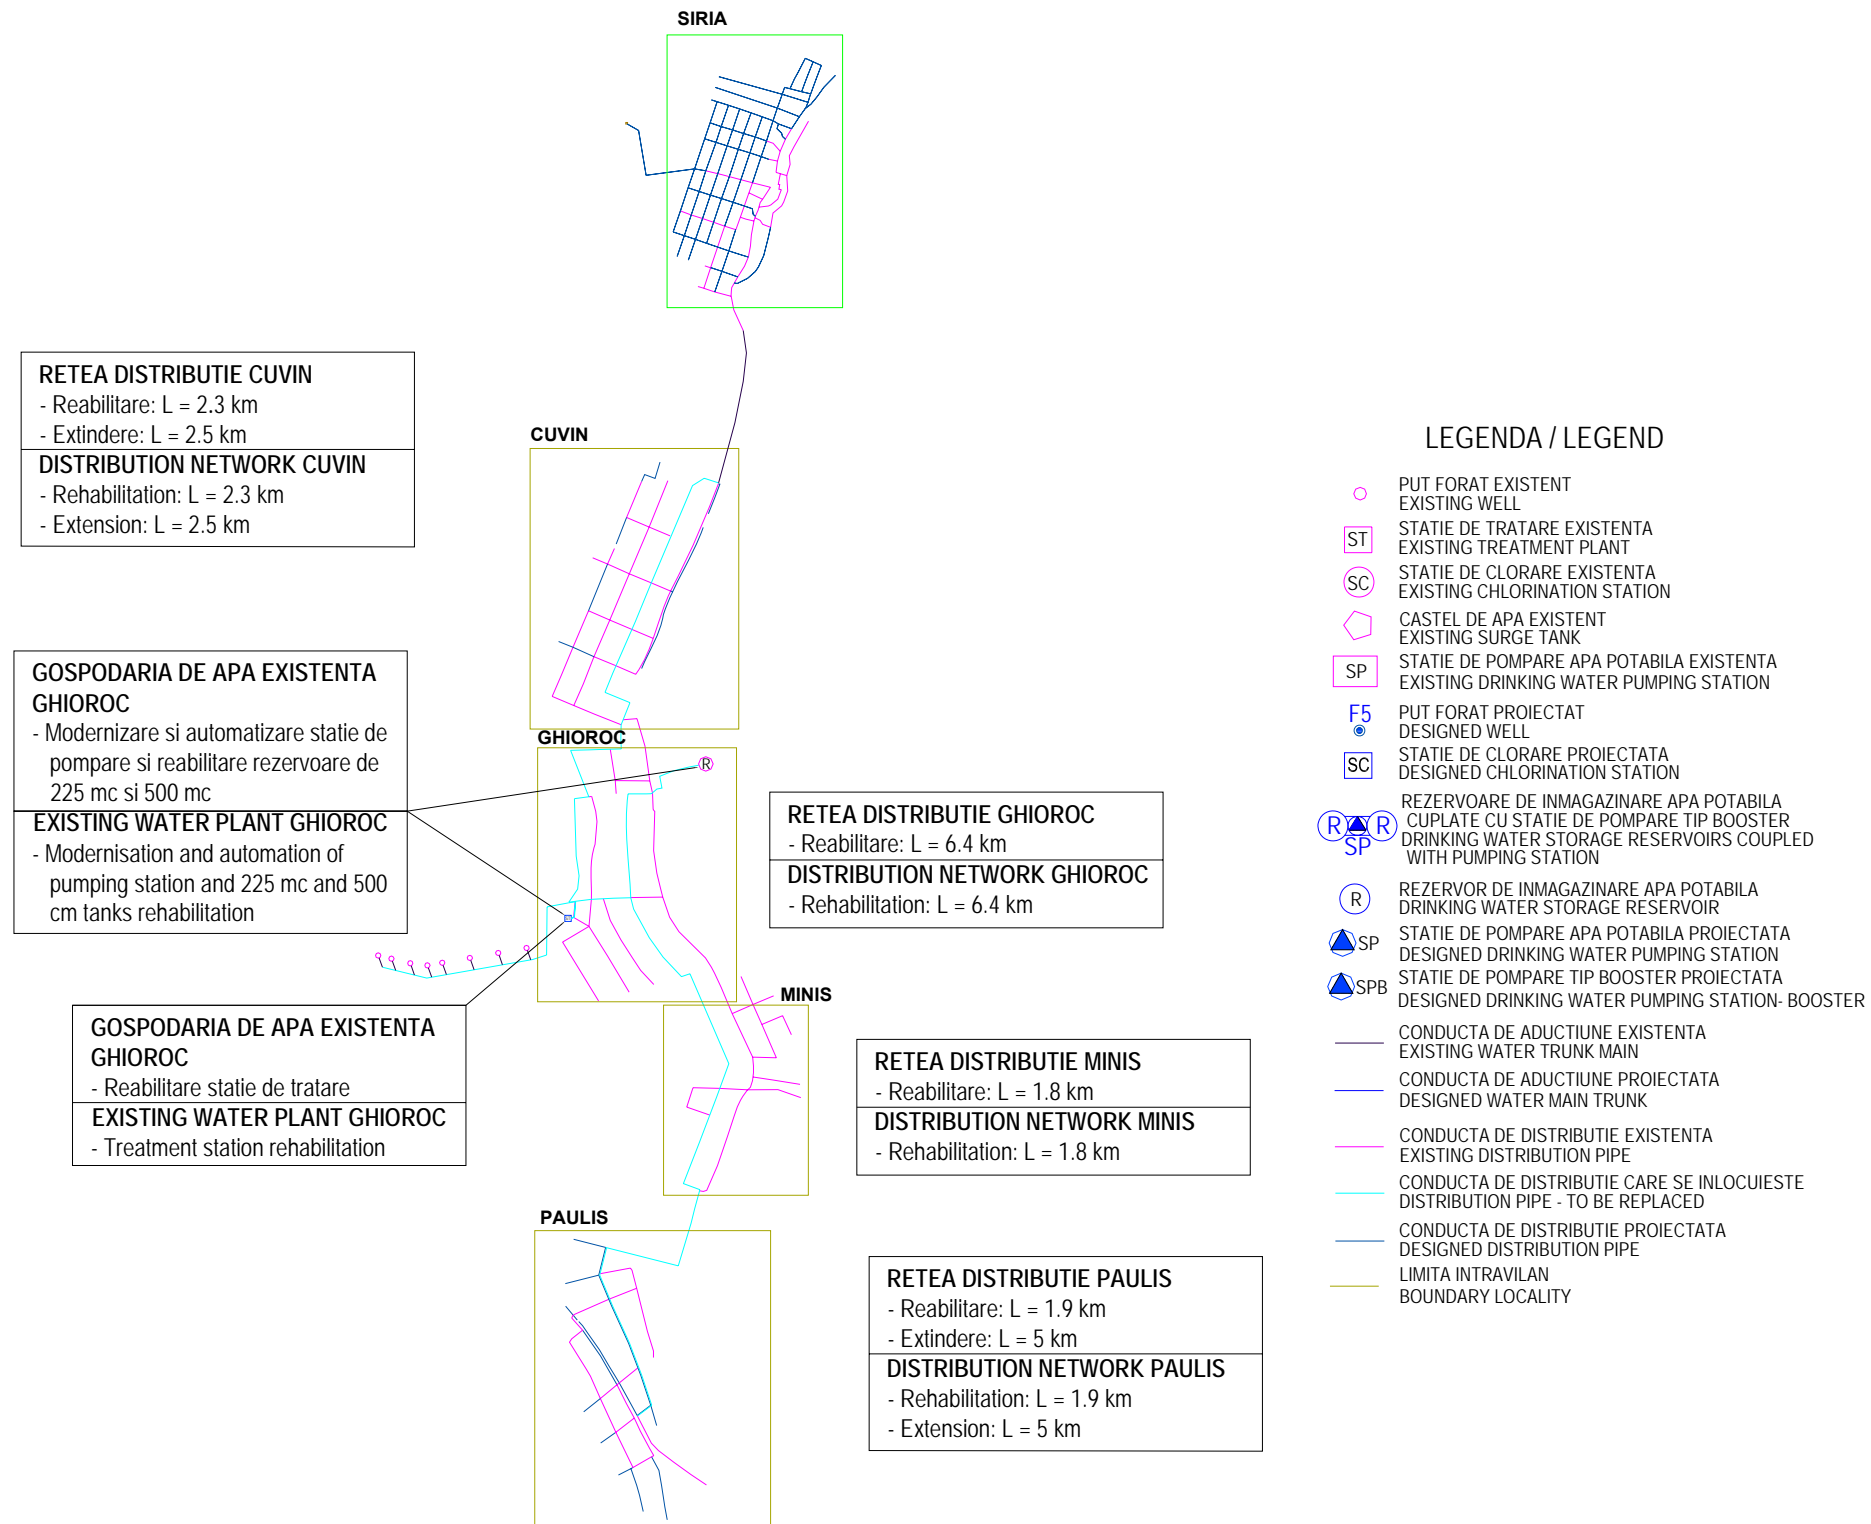 SIRIA
RETEA DISTRIBUTIE CUVIN
- Reabilitare: L = 2.3 km
- Extindere: L = 2.5 km
DISTRIBUTION NETWORK CUVIN
- Rehabilitation: L = 2.3 km
- Extension: L = 2.5 km
CUVIN
GOSPODARIA DE APA EXISTENTA
GHIOROC
- Modernizare si automatizare statie de
pompare si reabilitare rezervoare de
225 mc si 500 mc
EXISTING WATER PLANT GHIOROC
- Modernisation and automation of
pumping station and 225 mc and 500
cm tanks rehabilitation
GHIOROC
R
RETEA DISTRIBUTIE GHIOROC
- Reabilitare: L = 6.4 km
DISTRIBUTION NETWORK GHIOROC
- Rehabilitation: L = 6.4 km
GOSPODARIA DE APA EXISTENTA
GHIOROC
- Reabilitare statie de tratare
EXISTING WATER PLANT GHIOROC
- Treatment station rehabilitation
MINIS
RETEA DISTRIBUTIE MINIS
- Reabilitare: L = 1.8 km
DISTRIBUTION NETWORK MINIS
- Rehabilitation: L = 1.8 km
PAULIS
RETEA DISTRIBUTIE PAULIS
- Reabilitare: L = 1.9 km
- Extindere: L = 5 km
DISTRIBUTION NETWORK PAULIS
- Rehabilitation: L = 1.9 km
- Extension: L = 5 km
LEGENDA / LEGEND
PUT FORAT EXISTENT
EXISTING WELL
ST
STATIE DE TRATARE EXISTENTA
EXISTING TREATMENT PLANT
SC
STATIE DE CLORARE EXISTENTA
EXISTING CHLORINATION STATION
CASTEL DE APA EXISTENT
EXISTING SURGE TANK
SP
STATIE DE POMPARE APA POTABILA EXISTENTA
EXISTING DRINKING WATER PUMPING STATION
F5
PUT FORAT PROIECTAT
DESIGNED WELL
SC
STATIE DE CLORARE PROIECTATA
DESIGNED CHLORINATION STATION
R R
SP
REZERVOARE DE INMAGAZINARE APA POTABILA
CUPLATE CU STATIE DE POMPARE TIP BOOSTER
DRINKING WATER STORAGE RESERVOIRS COUPLED
WITH PUMPING STATION
R
REZERVOR DE INMAGAZINARE APA POTABILA
DRINKING WATER STORAGE RESERVOIR
SP
STATIE DE POMPARE APA POTABILA PROIECTATA
DESIGNED DRINKING WATER PUMPING STATION
SPB
STATIE DE POMPARE TIP BOOSTER PROIECTATA
DESIGNED DRINKING WATER PUMPING STATION- BOOSTER
CONDUCTA DE ADUCTIUNE EXISTENTA
EXISTING WATER TRUNK MAIN
CONDUCTA DE ADUCTIUNE PROIECTATA
DESIGNED WATER MAIN TRUNK
CONDUCTA DE DISTRIBUTIE EXISTENTA
EXISTING DISTRIBUTION PIPE
CONDUCTA DE DISTRIBUTIE CARE SE INLOCUIESTE
DISTRIBUTION PIPE - TO BE REPLACED
CONDUCTA DE DISTRIBUTIE PROIECTATA
DESIGNED DISTRIBUTION PIPE
LIMITA INTRAVILAN
BOUNDARY LOCALITY